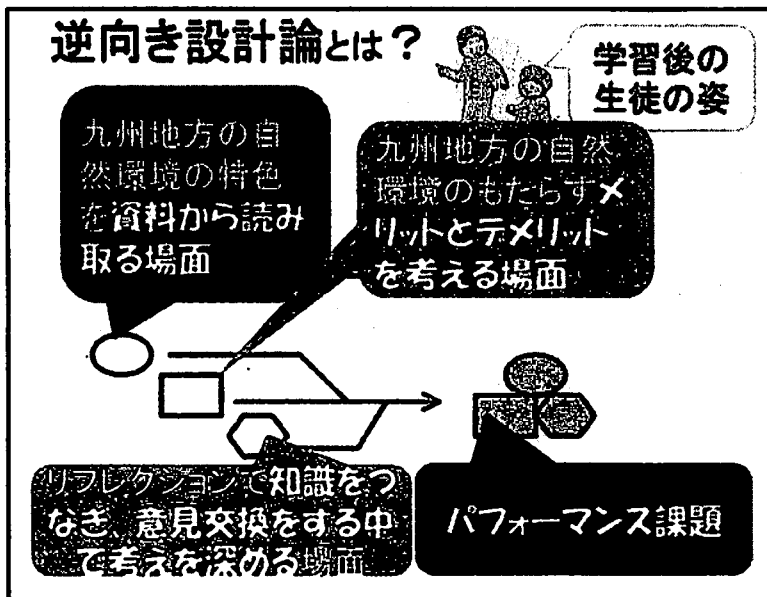 逆向き設計論とは？
学習後の
生徒の姿
九州地方の自
然環境の特色
を資料から読み
取る場面
九州地方の自然
環境のもたらすメ
リットとデメリット
を考える場面
リフレクションで知識をつ
なぎ、意見交換をする中
で考えを深める場面
パフォーマンス課題